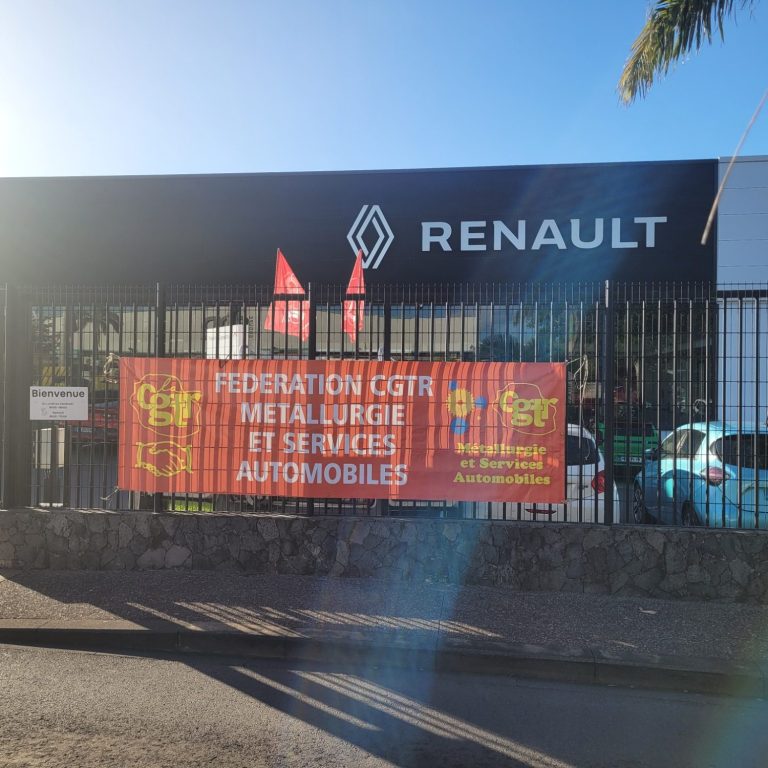 RENAULT
Bienvenue
cgtr
FEDERATION CGTR
METALLURGIE
ET SERVICES
AUTOMOBILES
cgtr
Métallurgie
et Services
Automobiles